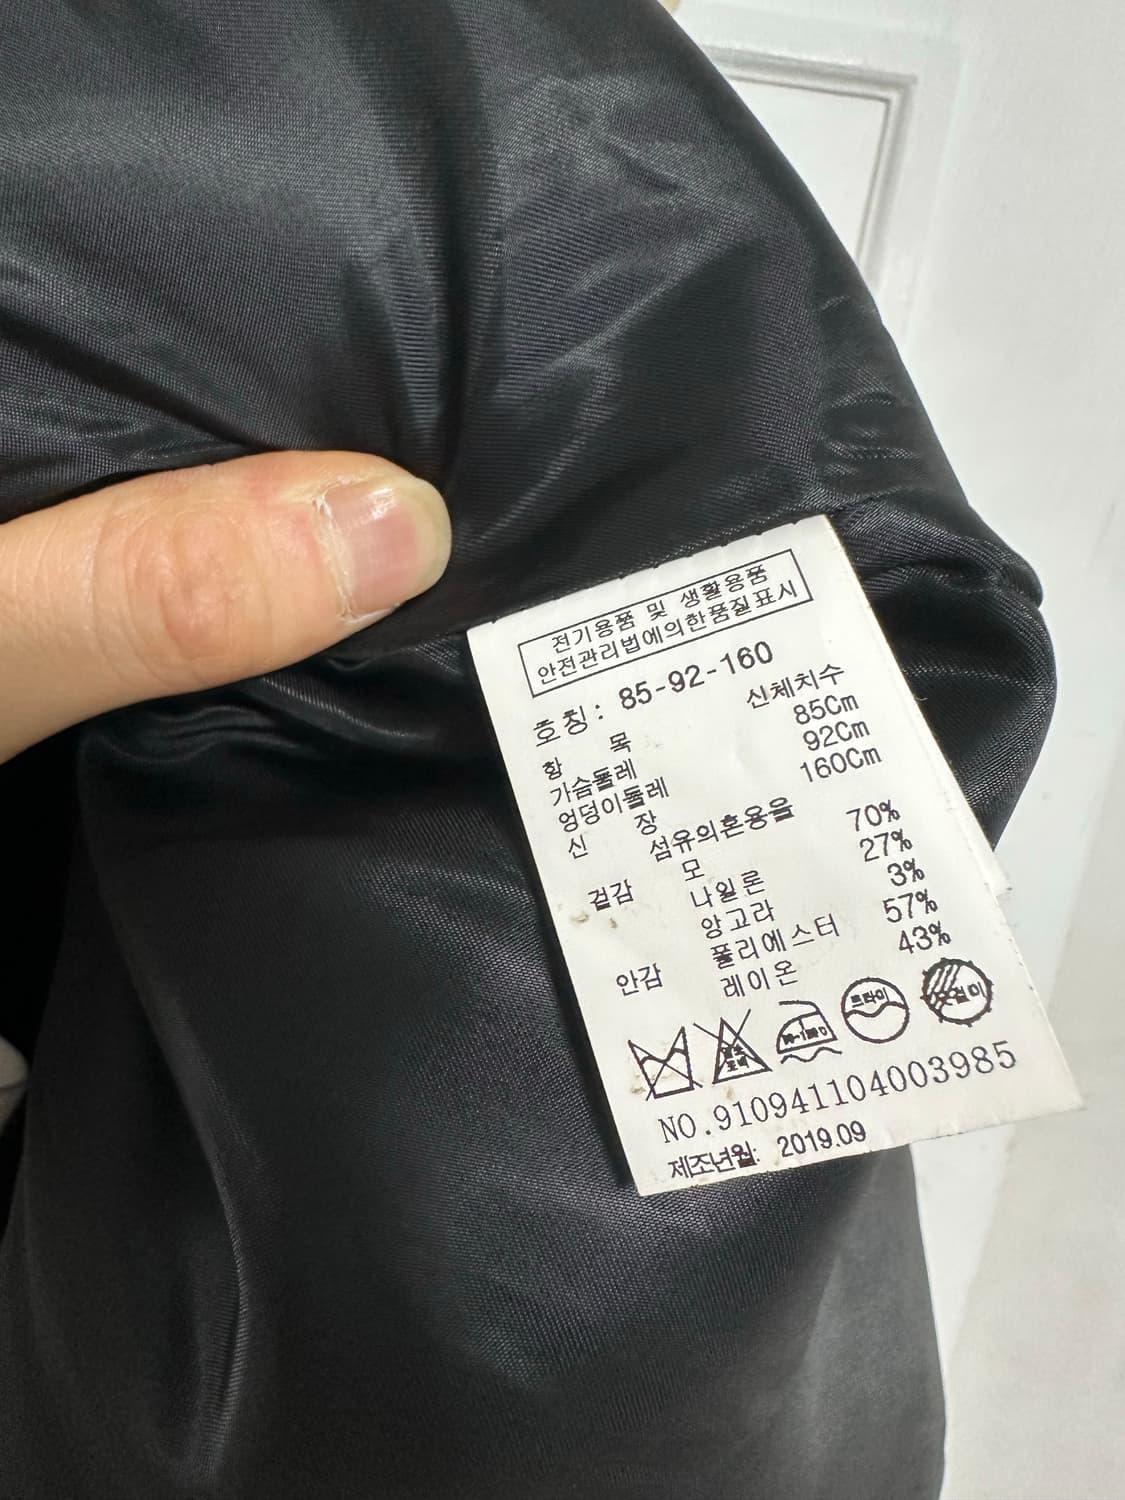 전기용품 및 생활용품
안전관리법에의한품질표시
호칭: 85-92-160
항 목 신체치수
가슴둘레 85Cm
엉덩이둘레 92Cm
신 장 160Cm
섬유의혼용율
겉감 모 70%
나일론 27%
앙고라 3%
안감 폴리에스터 57%
레이온 43%
드라이
NO.910941104003985
제조년월: 2019.09